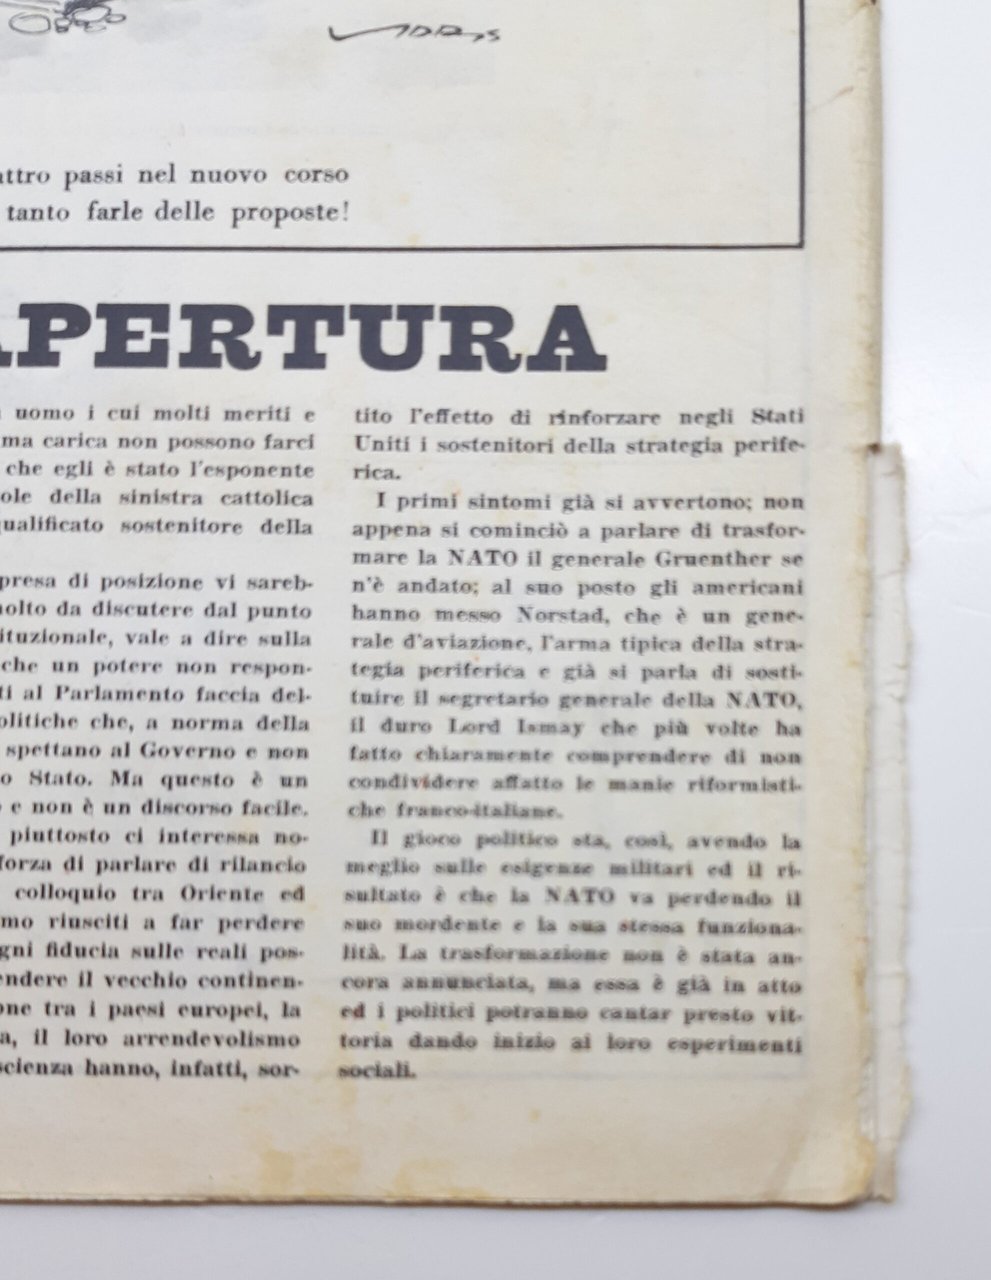 attro passi nel nuovo corso
tanto farle delle proposte!
APERTURA
uomo i cui molti meriti e
ma carica non possono farci
che egli è stato l'esponente
ole della sinistra cattolica
qualificato sostenitore della
presa di posizione vi sareb-
molto da discutere dal punto
ituzionale, vale a dire sulla
che un potere non respon-
ti al Parlamento faccia del-
olitiche che, a norma della
spettano al Governo e non
o Stato. Ma questo è un
e non è un discorso facile.
piuttosto ci interessa no-
forza di parlare di rilancio
colloquio tra Oriente ed
mo riusciti a far perdere
gni fiducia sulle reali pos-
endere il vecchio continen-
one tra i paesi europei, la
a, il loro arrendevolismo
scienza hanno, infatti, sor-
tito l'effetto di rinforzare negli Stati
Uniti i sostenitori della strategia perife-
rica.
I primi sintomi già si avvertono; non
appena si cominciò a parlare di trasfor-
mare la NATO il generale Gruenther se
n'è andato; al suo posto gli americani
hanno messo Norstad, che è un gene-
rale d'aviazione, l'arma tipica della stra-
tegia periferica e già si parla di sosti-
tuire il segretario generale della NATO,
il duro Lord Ismay che più volte ha
fatto chiaramente comprendere di non
condividere affatto le manie riformisti-
che franco-italiane.
Il gioco politico sta, così, avendo la
meglio sulle esigenze militari ed il ri-
sultato è che la NATO va perdendo il
suo mordente e la sua stessa funziona-
lità. La trasformazione non è stata an-
cora annunciata, ma essa è già in atto
ed i politici potranno cantar presto vit-
toria dando inizio ai loro esperimenti
sociali.